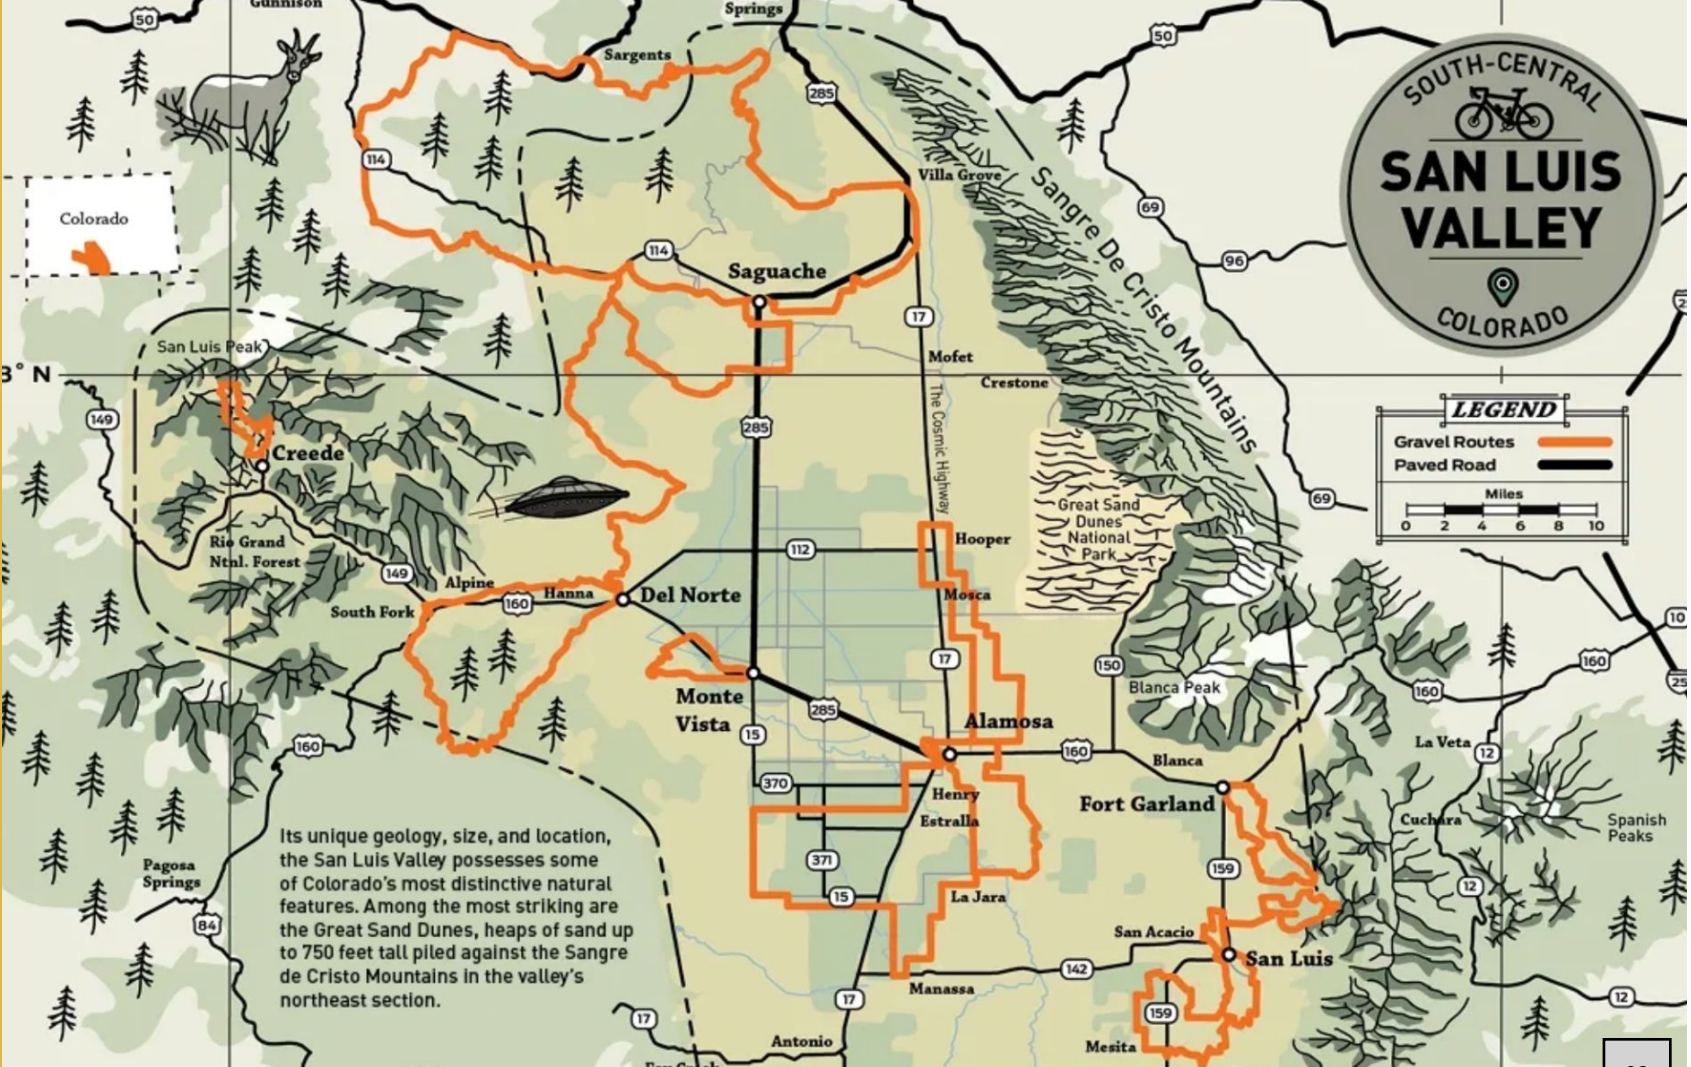 Gunnison
50
Springs
Sargents
50
285
114
Villa Grove
Sangre De Cristo Mountains
69
SOUTH-CENTRAL
SAN LUIS
VALLEY
COLORADO
Colorado
114
Saguache
96
17
San Luis Peak
Mofet
Crestone
3° N
149
285
The Cosmic Highway
LEGEND
Gravel Routes
Paved Road
Miles
0 2 4 6 8 10
Creede
69
Great Sand
Dunes
National
Park
Rio Grand
Ntnl. Forest
112
Hooper
149
Alpine
Hanna
160
Del Norte
Mosca
South Fork
10
17
150
160
25
Blanca Peak
160
Monte
Vista
285
Alamosa
15
160
160
La Veta
12
Blanca
370
Henry
Fort Garland
Estralla
Cuchara
Spanish
Peaks
Its unique geology, size, and location,
the San Luis Valley possesses some
of Colorado's most distinctive natural
features. Among the most striking are
the Great Sand Dunes, heaps of sand up
to 750 feet tall piled against the Sangre
de Cristo Mountains in the valley's
northeast section.
Pagosa
Springs
371
159
12
15
La Jara
84
San Acacio
San Luis
142
Manassa
12
17
17
159
Antonio
Mesita